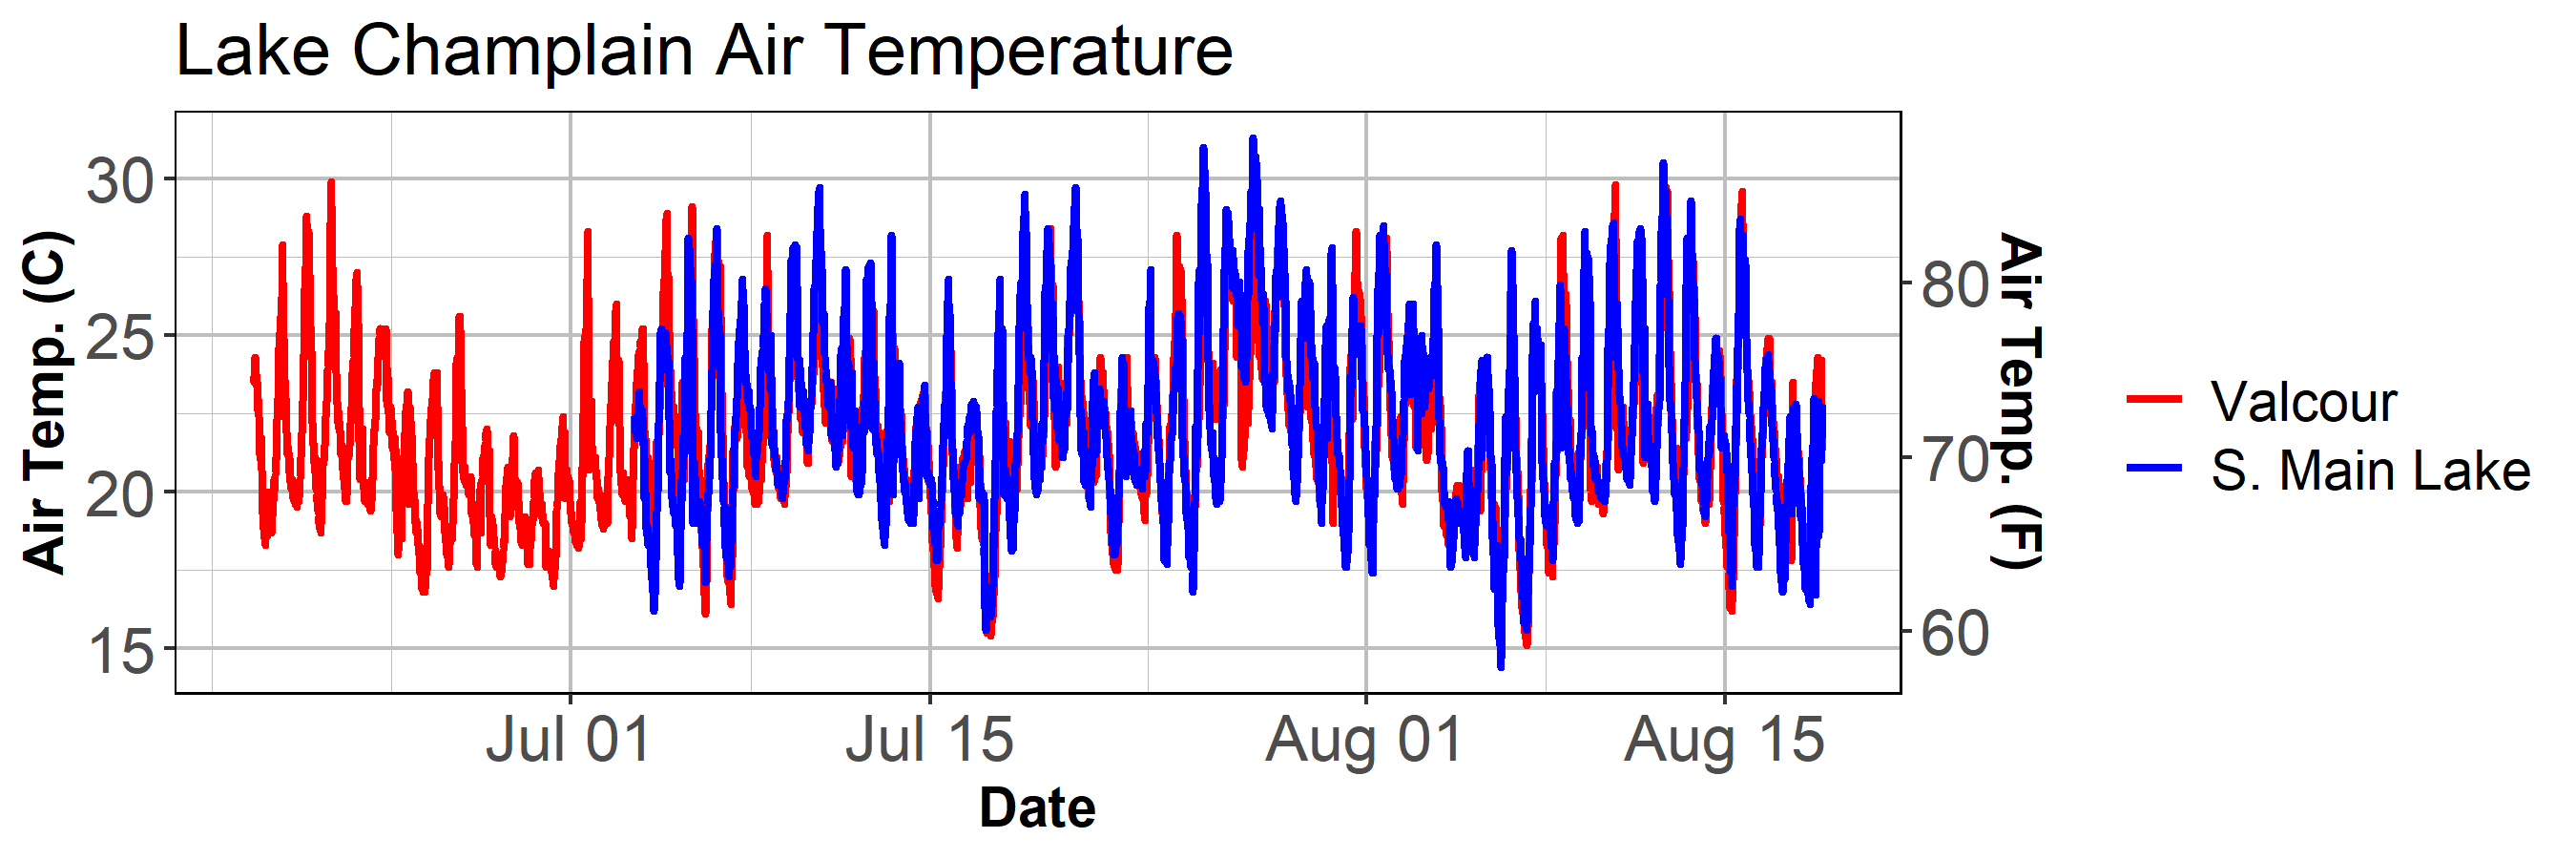 Lake Champlain Air Temperature
Air Temp. (C)
30
25
20
15
Air Temp. (F)
80
70
60
Jul 01
Jul 15
Aug 01
Aug 15
Date
Valcour
S. Main Lake